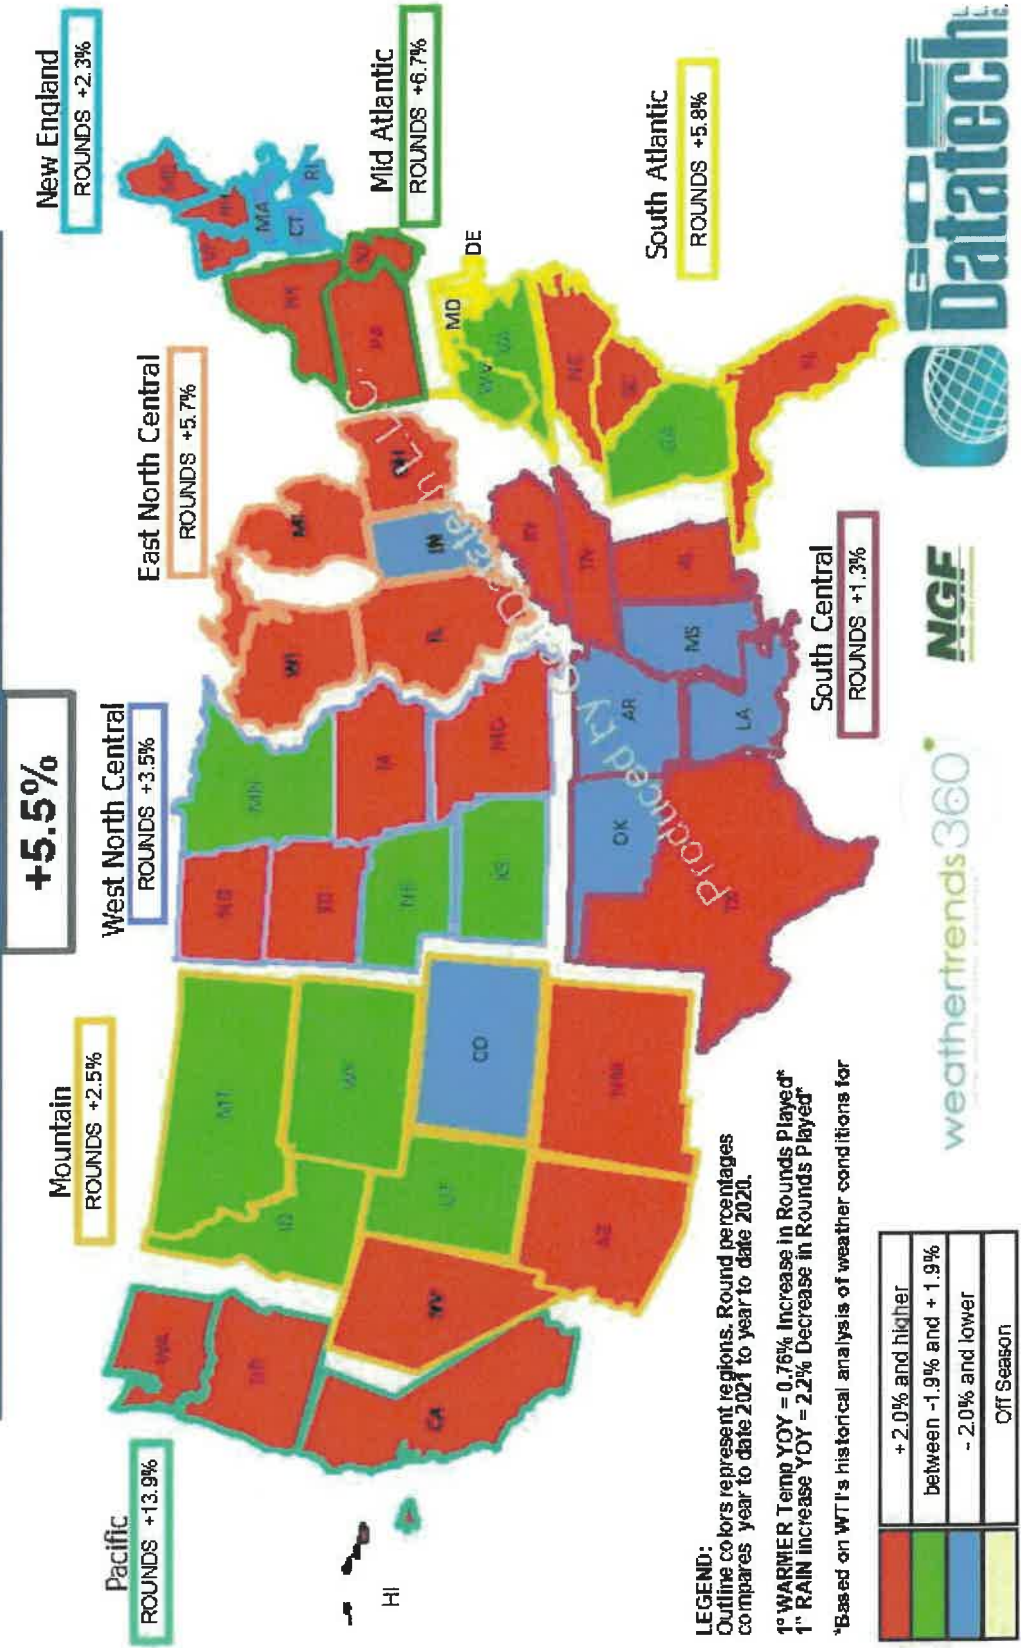 +5.5%
Pacific
ROUNDS +13.9%
Mountain
ROUNDS +2.5%
West North Central
ROUNDS +3.5%
East North Central
ROUNDS +5.7%
New England
ROUNDS +2.3%
Mid Atlantic
ROUNDS +6.7%
South Atlantic
ROUNDS +5.8%
South Central
ROUNDS +1.3%
WA
OR
CA
NV
ID
MT
WY
UT
CO
AZ
NM
ND
SD
NE
KS
MN
IA
MO
WI
IL
MI
IN
OH
OK
TX
AR
LA
MS
AL
TN
KY
NY
PA
NJ
VT
NH
ME
MA
CT
RI
MD
DE
WV
VA
NC
SC
GA
FL
HI
Produced by
LEGEND:
Outline colors represent regions. Round percentages
compares year to date 2021 to year to date 2020.
1° WARMER Temp YOY = 0.76% Increase in Rounds Played*
1" RAIN increase YOY = 2.2% Decrease in Rounds Played*
*Based on WTI's historical analysis of weather conditions for
+ 2.0% and higher
between -1.9% and + 1.9%
- 2.0% and lower
Off Season
weathertrends360°
NGF
GOLF
Datatech